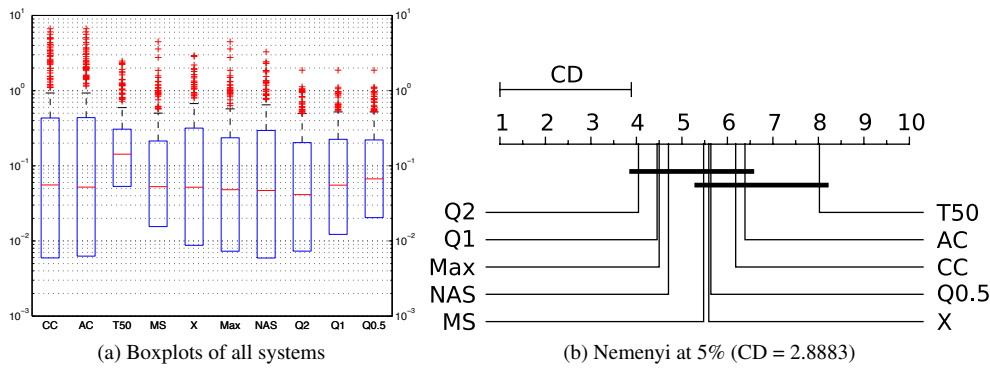 10¹ 10¹
10⁰ 10⁰
10⁻¹ 10⁻¹
10⁻² 10⁻²
10⁻³ 10⁻³
CC AC T50 MS X Max NAS Q2 Q1 Q0.5
(a) Boxplots of all systems
CD
1 2 3 4 5 6 7 8 9 10
Q2 T50
Q1 AC
Max CC
NAS Q0.5
MS X
(b) Nemenyi at 5% (CD = 2.8883)